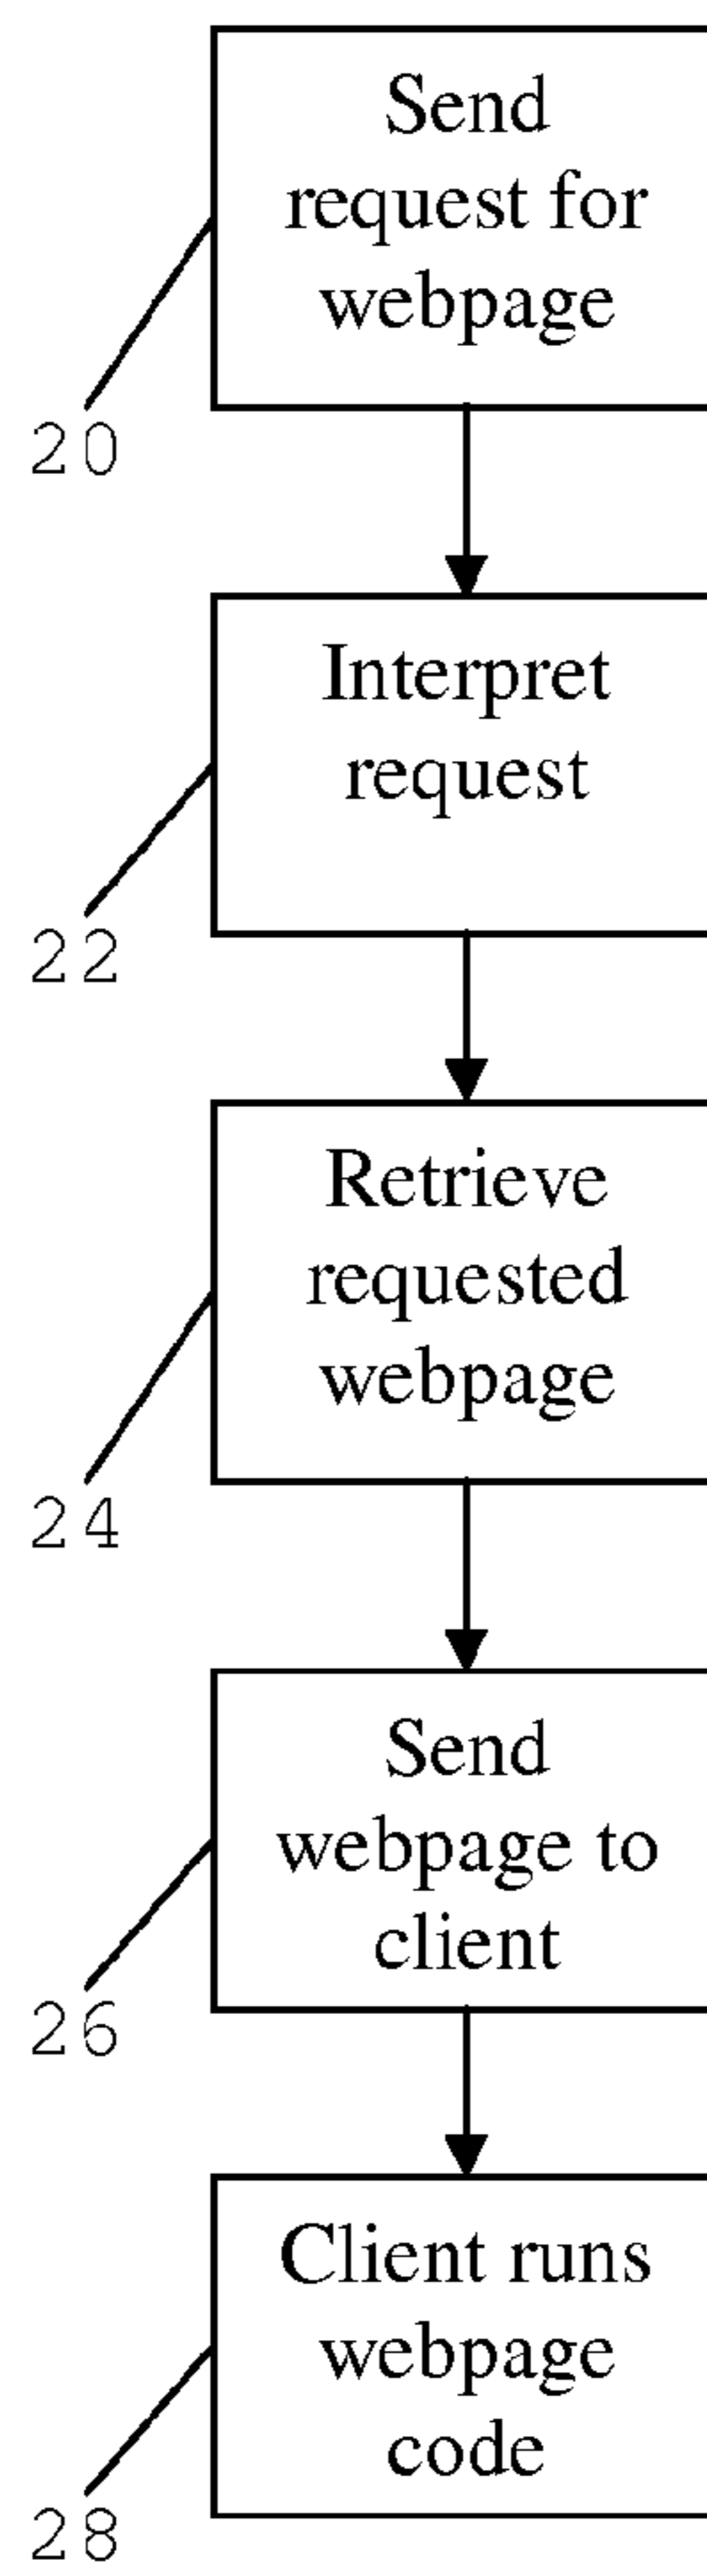 Send
request for
webpage
20
Interpret
request
22
Retrieve
requested
webpage
24
Send
webpage to
client
26
Client runs
webpage
code
28